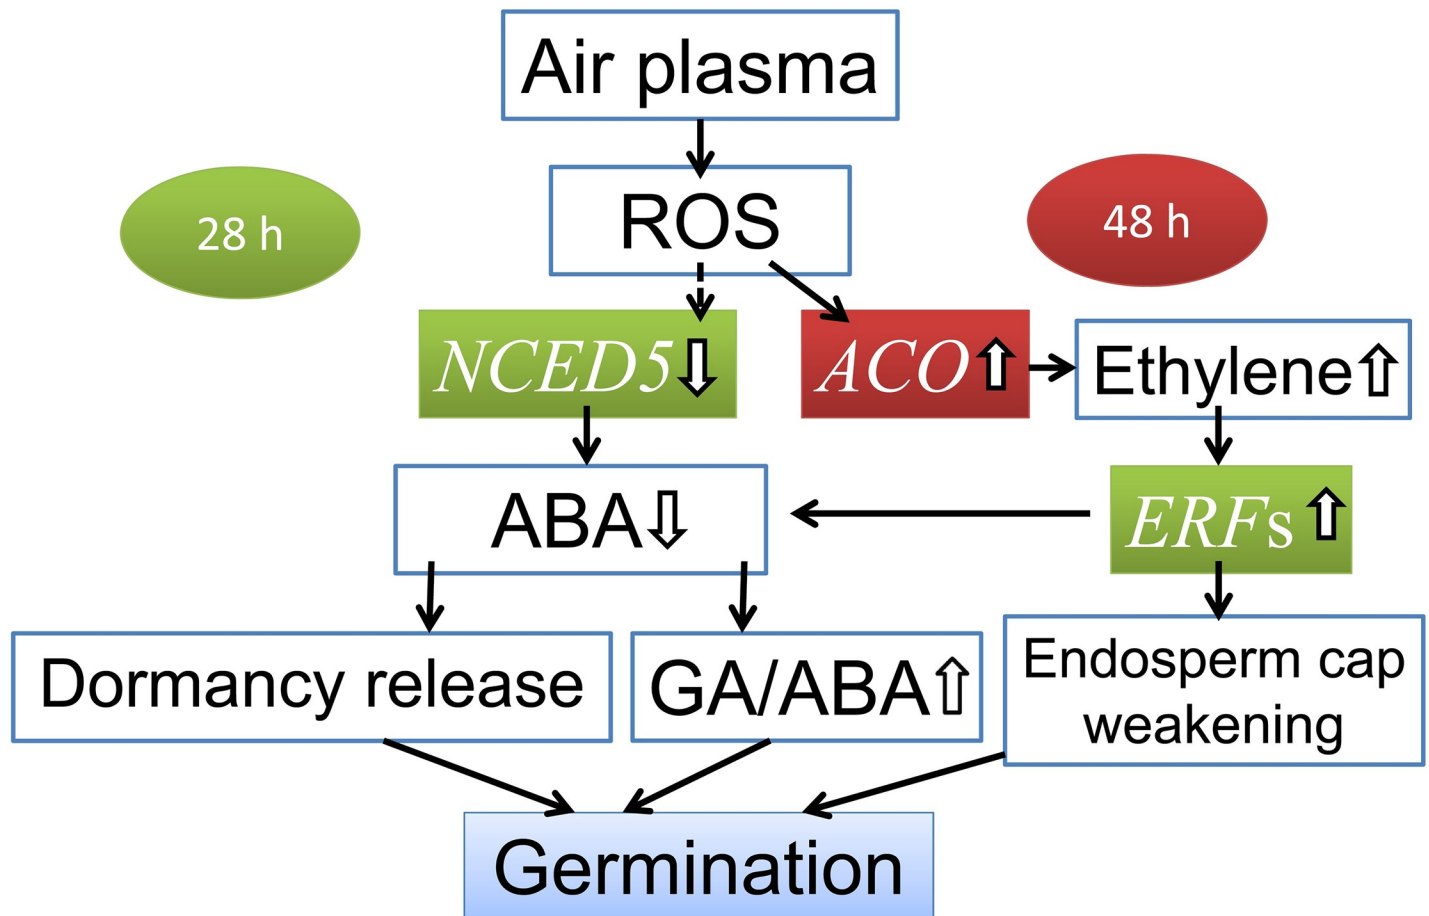 Air plasma
28 h
ROS
48 h
NCED5⇩
ACO⇧
Ethylene⇧
ABA⇩
ERFs⇧
Dormancy release
GA/ABA⇧
Endosperm cap
weakening
Germination